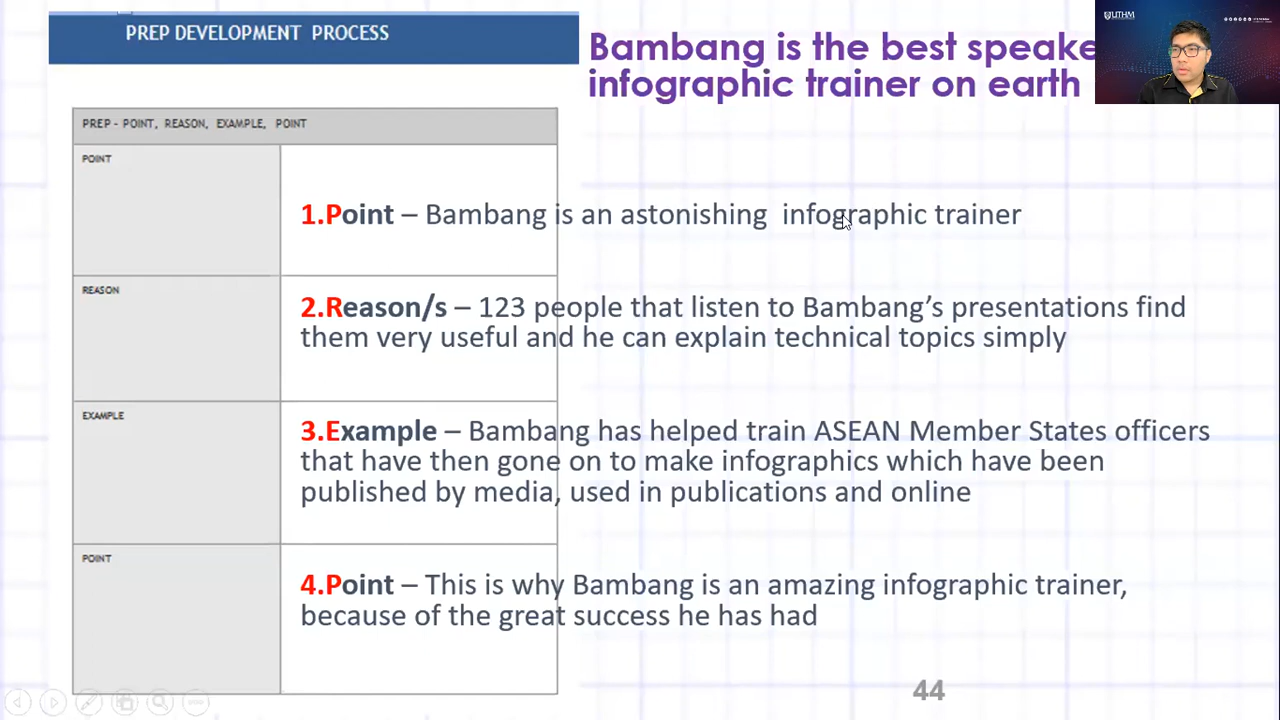 PREP DEVELOPMENT PROCESS
Bambang is the best speake
infographic trainer on earth
UTHM
PREP - POINT, REASON, EXAMPLE, POINT
POINT
1.Point – Bambang is an astonishing infographic trainer
REASON
2.Reason/s – 123 people that listen to Bambang’s presentations find
them very useful and he can explain technical topics simply
EXAMPLE
3.Example – Bambang has helped train ASEAN Member States officers
that have then gone on to make infographics which have been
published by media, used in publications and online
POINT
4.Point – This is why Bambang is an amazing infographic trainer,
because of the great success he has had
44